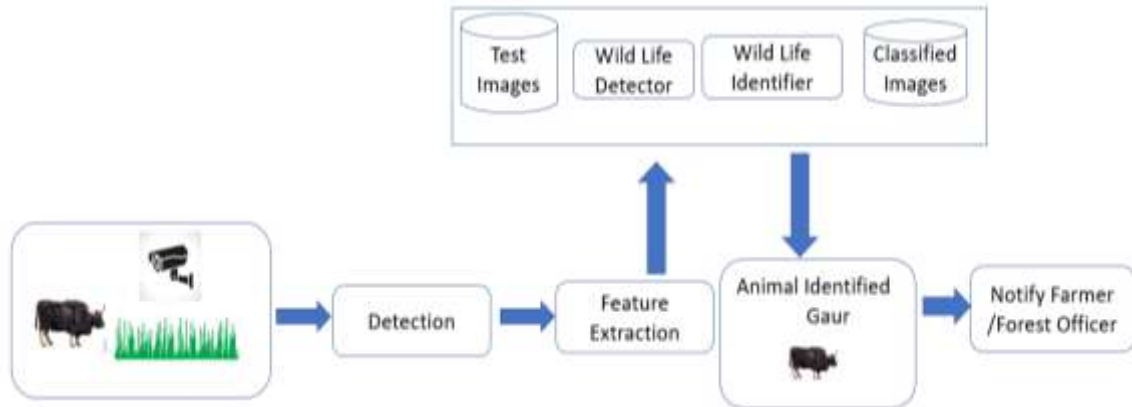 Test
Images
Wild Life
Detector
Wild Life
Identifier
Classified
Images
Detection
Feature
Extraction
Animal Identified
Gaur
Notify Farmer
/Forest Officer